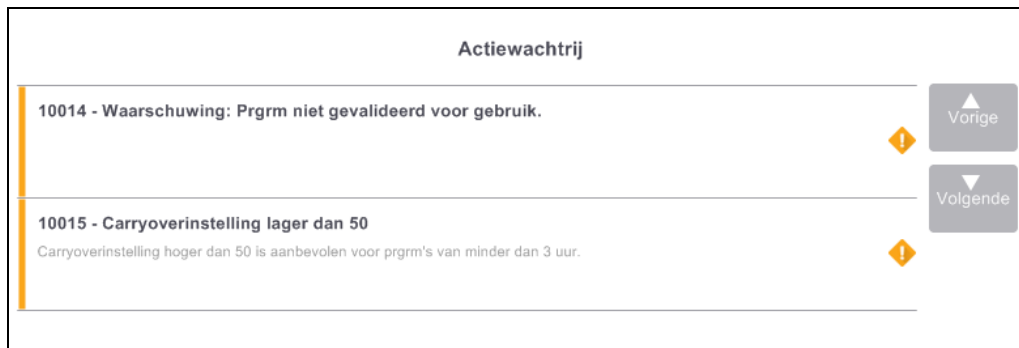 Actiewachtrij
10014 - Waarschuwing: Prgrm niet gevalideerd voor gebruik.
Vorige
10015 - Carryoverinstelling lager dan 50
Carryoverinstelling hoger dan 50 is aanbevolen voor prgrm's van minder dan 3 uur.
Volgende